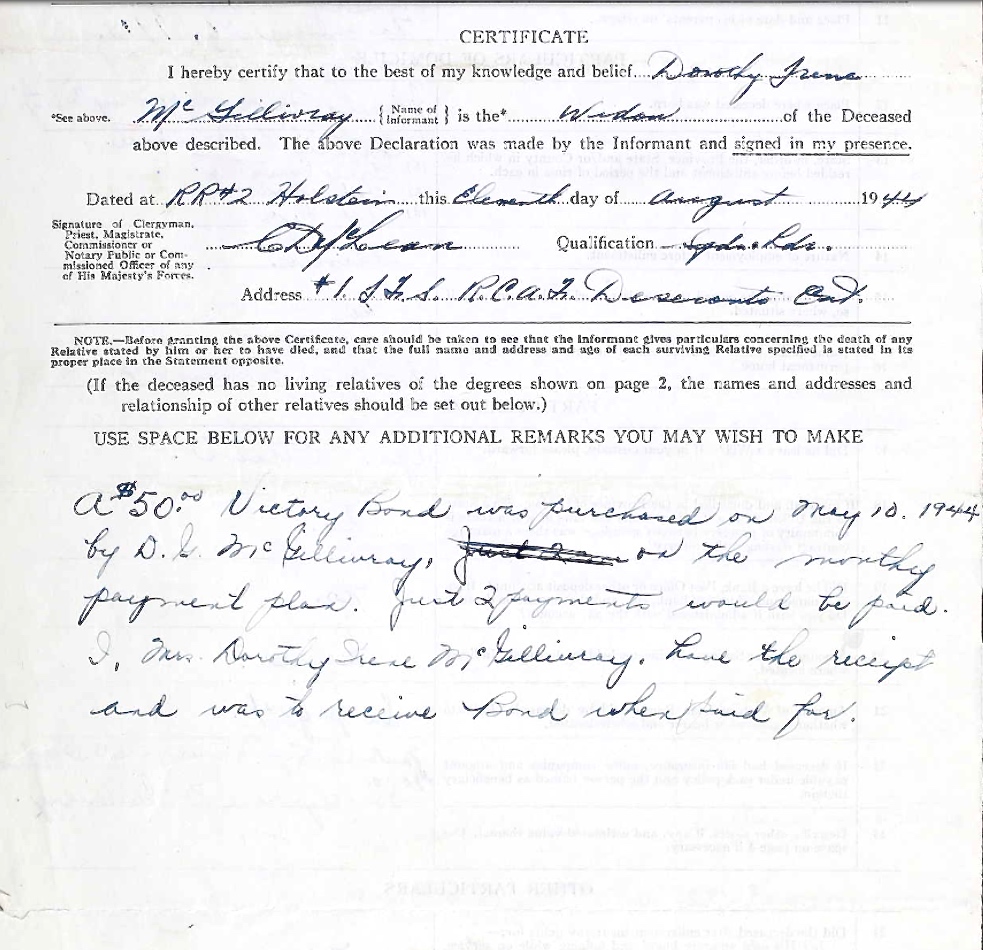 CERTIFICATE
I hereby certify that to the best of my knowledge and belief Dorothy Irene
*See above. McGillivray { Name of Informant } is the* Widow of the Deceased
above described. The above Declaration was made by the Informant and signed in my presence.
Dated at RR#2 Holstein this Eleventh day of August 1944
Signature of Clergyman,
Priest, Magistrate,
Commissioner or
Notary Public or Com-
missioned Officer of any
of His Majesty's Forces.
McLean Qualification Sqdn. Ldr.
Address #1. S.F.S. R.C.A.F. Deseronto Ont.
NOTE.—Before granting the above Certificate, care should be taken to see that the Informant gives particulars concerning the death of any
Relative stated by him or her to have died, and that the full name and address and age of each surviving Relative specified is stated in its
proper place in the Statement opposite.
(If the deceased has no living relatives of the degrees shown on page 2, the names and addresses and
relationship of other relatives should be set out below.)
USE SPACE BELOW FOR ANY ADDITIONAL REMARKS YOU MAY WISH TO MAKE
A $50.00 Victory Bond was purchased on May 10. 1944
by D. G. McGillivray, on the monthly
payment plan. Just 2 payments would be paid.
I, Mrs. Dorothy Irene McGillivray, have the receipt
and was to receive Bond when paid for.